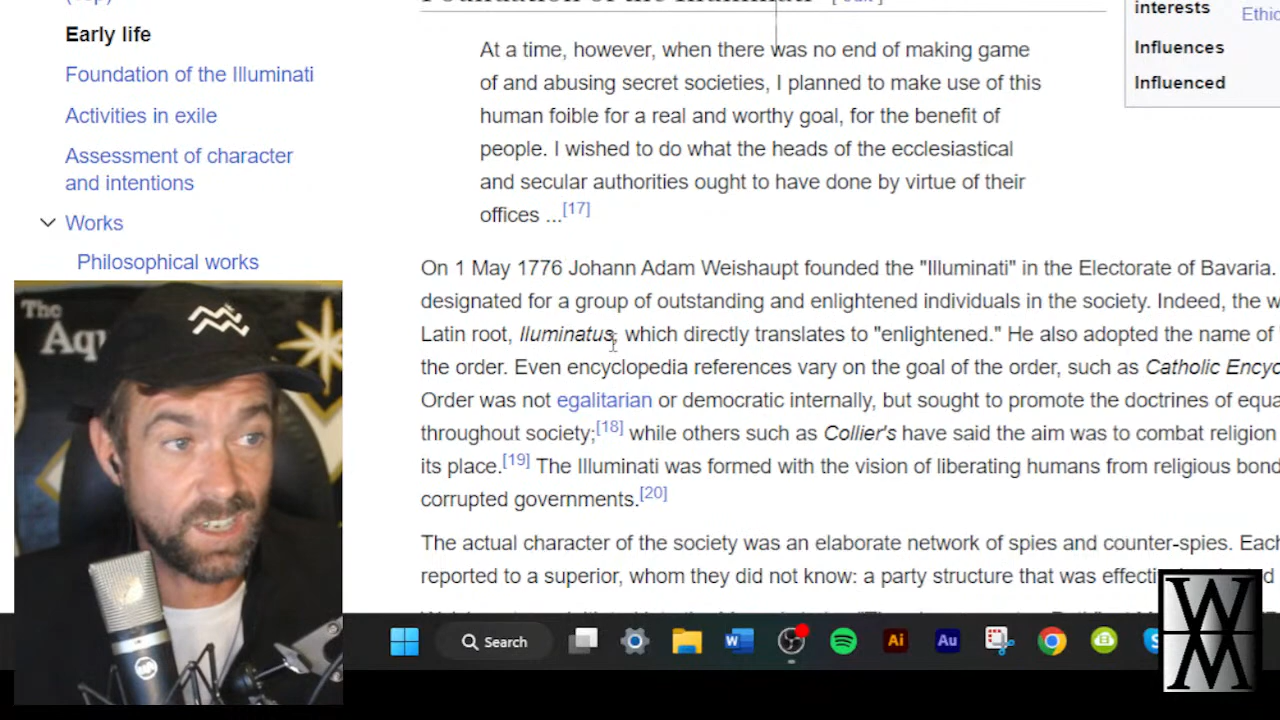 Early life
Foundation of the Illuminati
Activities in exile
Assessment of character
and intentions
Works
Philosophical works
At a time, however, when there was no end of making game
of and abusing secret societies, I planned to make use of this
human foible for a real and worthy goal, for the benefit of
people. I wished to do what the heads of the ecclesiastical
and secular authorities ought to have done by virtue of their
offices ...[17]
On 1 May 1776 Johann Adam Weishaupt founded the "Illuminati" in the Electorate of Bavaria.
designated for a group of outstanding and enlightened individuals in the society. Indeed, the
Latin root, Iluminatus, which directly translates to "enlightened." He also adopted the name of
the order. Even encyclopedia references vary on the goal of the order, such as Catholic
Order was not egalitarian or democratic internally, but sought to promote the doctrines of
throughout society;[18] while others such as Collier's have said the aim was to combat religion
its place.[19] The Illuminati was formed with the vision of liberating humans from religious
corrupted governments.[20]
The actual character of the society was an elaborate network of spies and counter-spies.
reported to a superior, whom they did not know: a party structure that was
interests
Influences
Influenced
The
Search
W
Ai
Au
WM